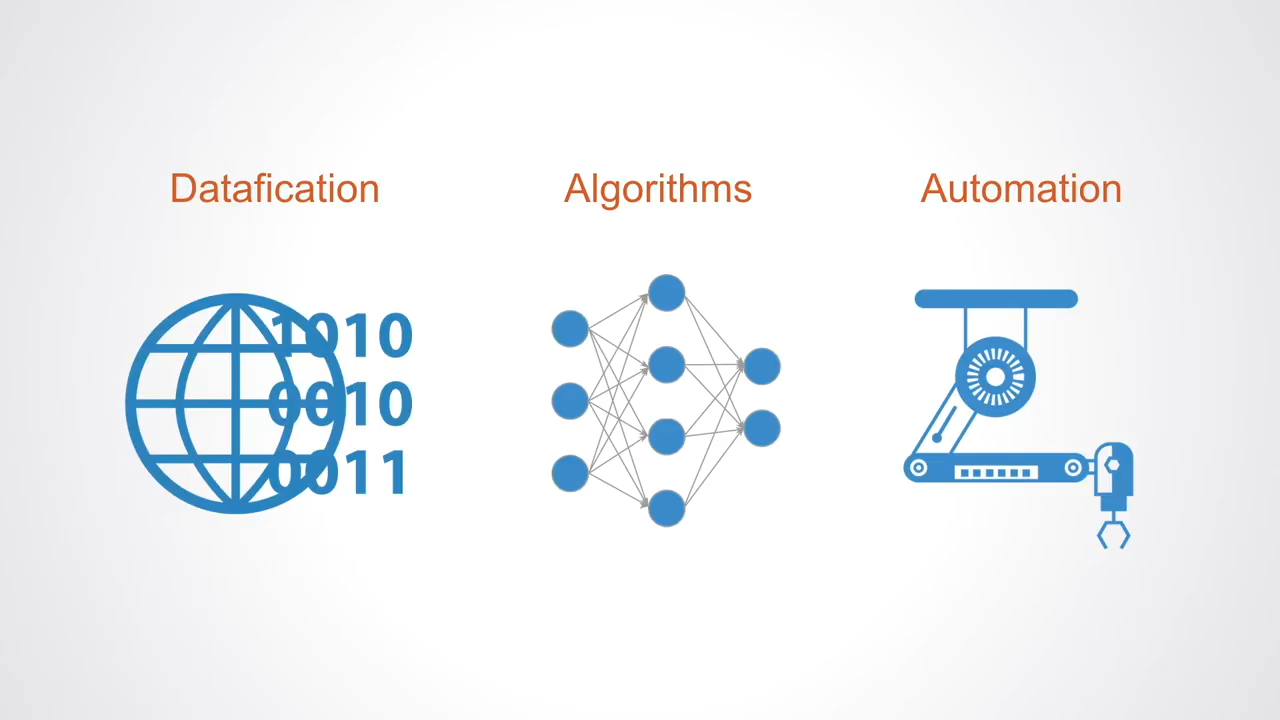 Datafication
Algorithms
Automation
1010
0010
0011